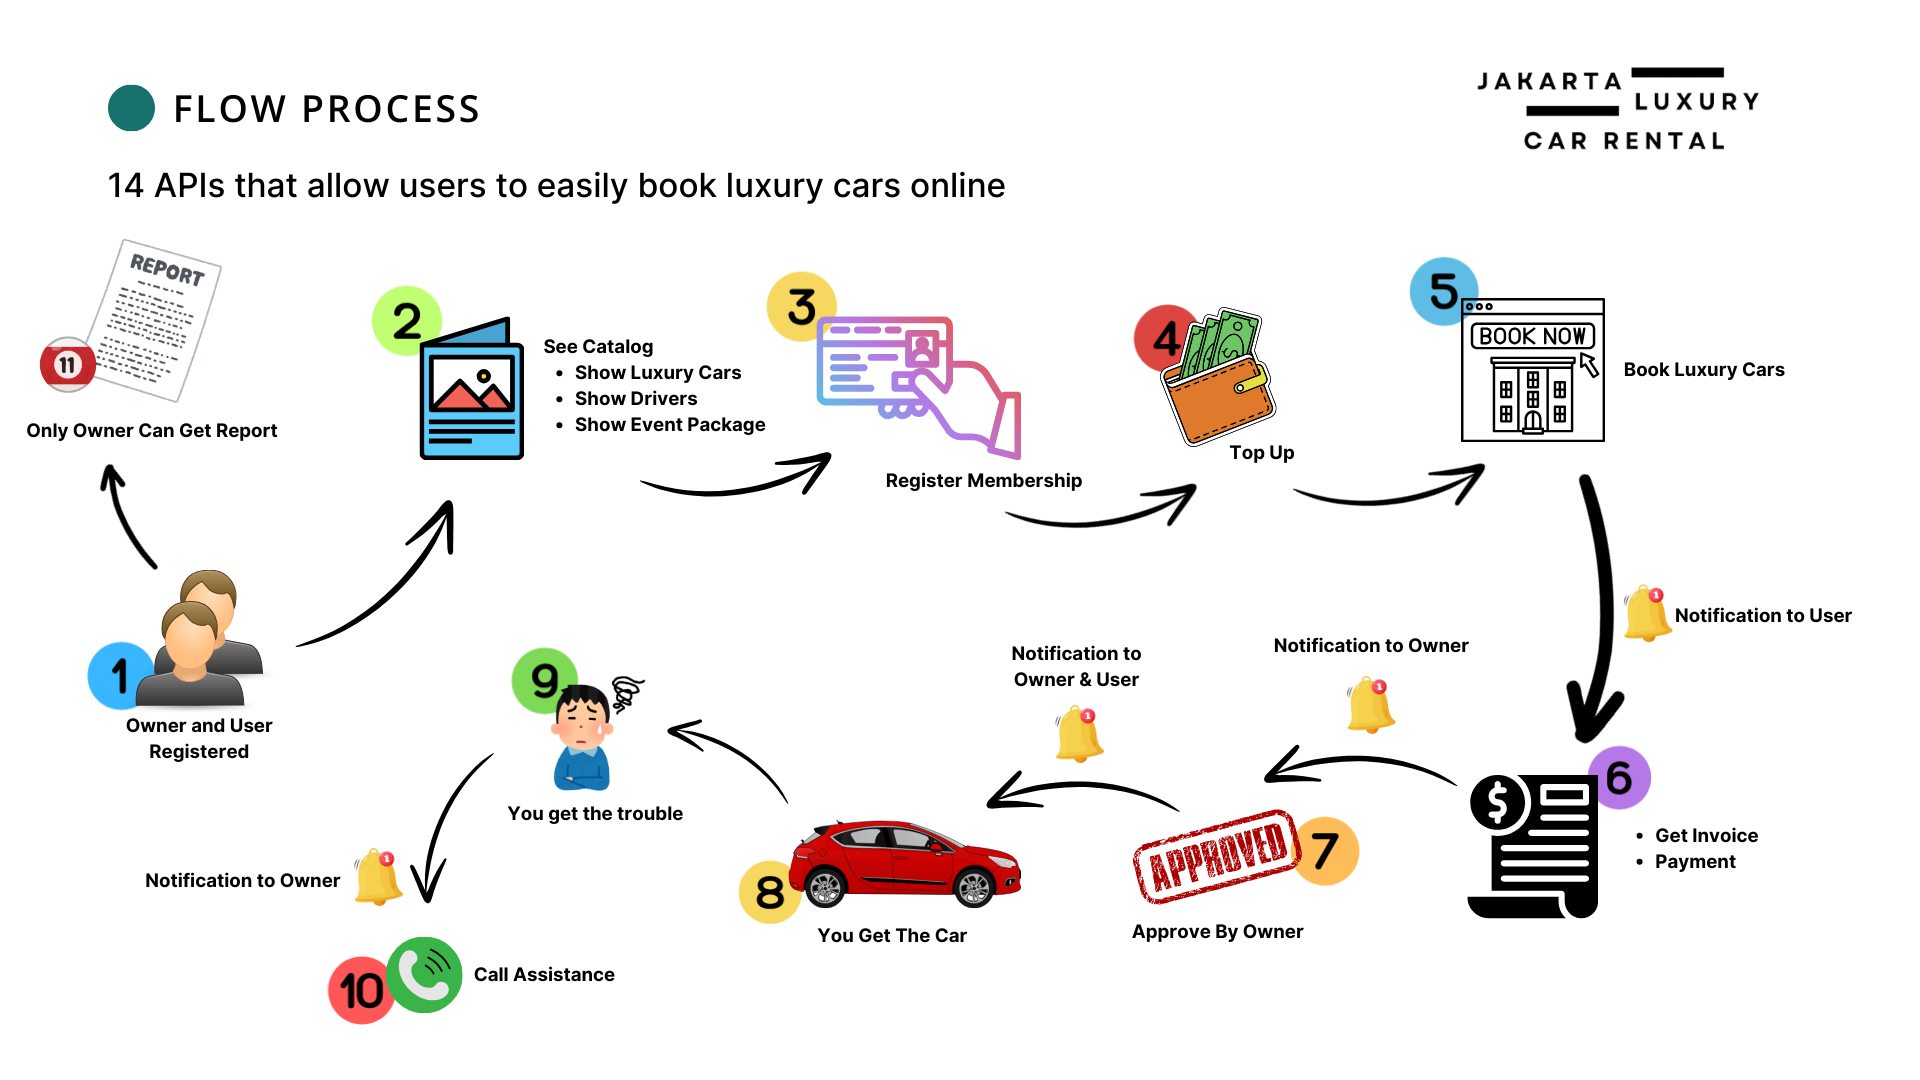 FLOW PROCESS
JAKARTA
LUXURY
CAR RENTAL
14 APIs that allow users to easily book luxury cars online
REPORT
11
Only Owner Can Get Report
2
See Catalog
• Show Luxury Cars
• Show Drivers
• Show Event Package
3
Register Membership
4
Top Up
5
BOOK NOW
Book Luxury Cars
1
Owner and User
Registered
1
Notification to User
6
$
• Get Invoice
• Payment
Notification to Owner
1
7
APPROVED
Approve By Owner
Notification to
Owner & User
1
8
You Get The Car
9
You get the trouble
Notification to Owner
1
10
Call Assistance